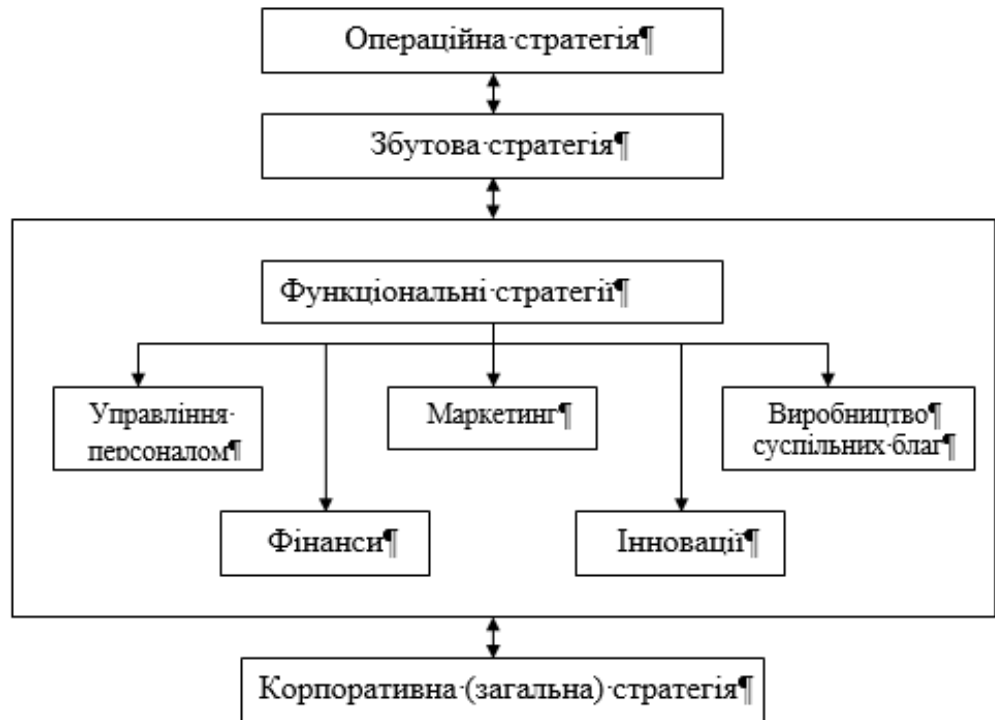 Операційна·стратегія¶
Збутова·стратегія¶
Функціональні·стратегії¶
Управління·
персоналом¶
Маркетинг¶
Виробництво¶
суспільних·благ¶
Фінанси¶
Інновації¶
Корпоративна·(загальна)·стратегія¶